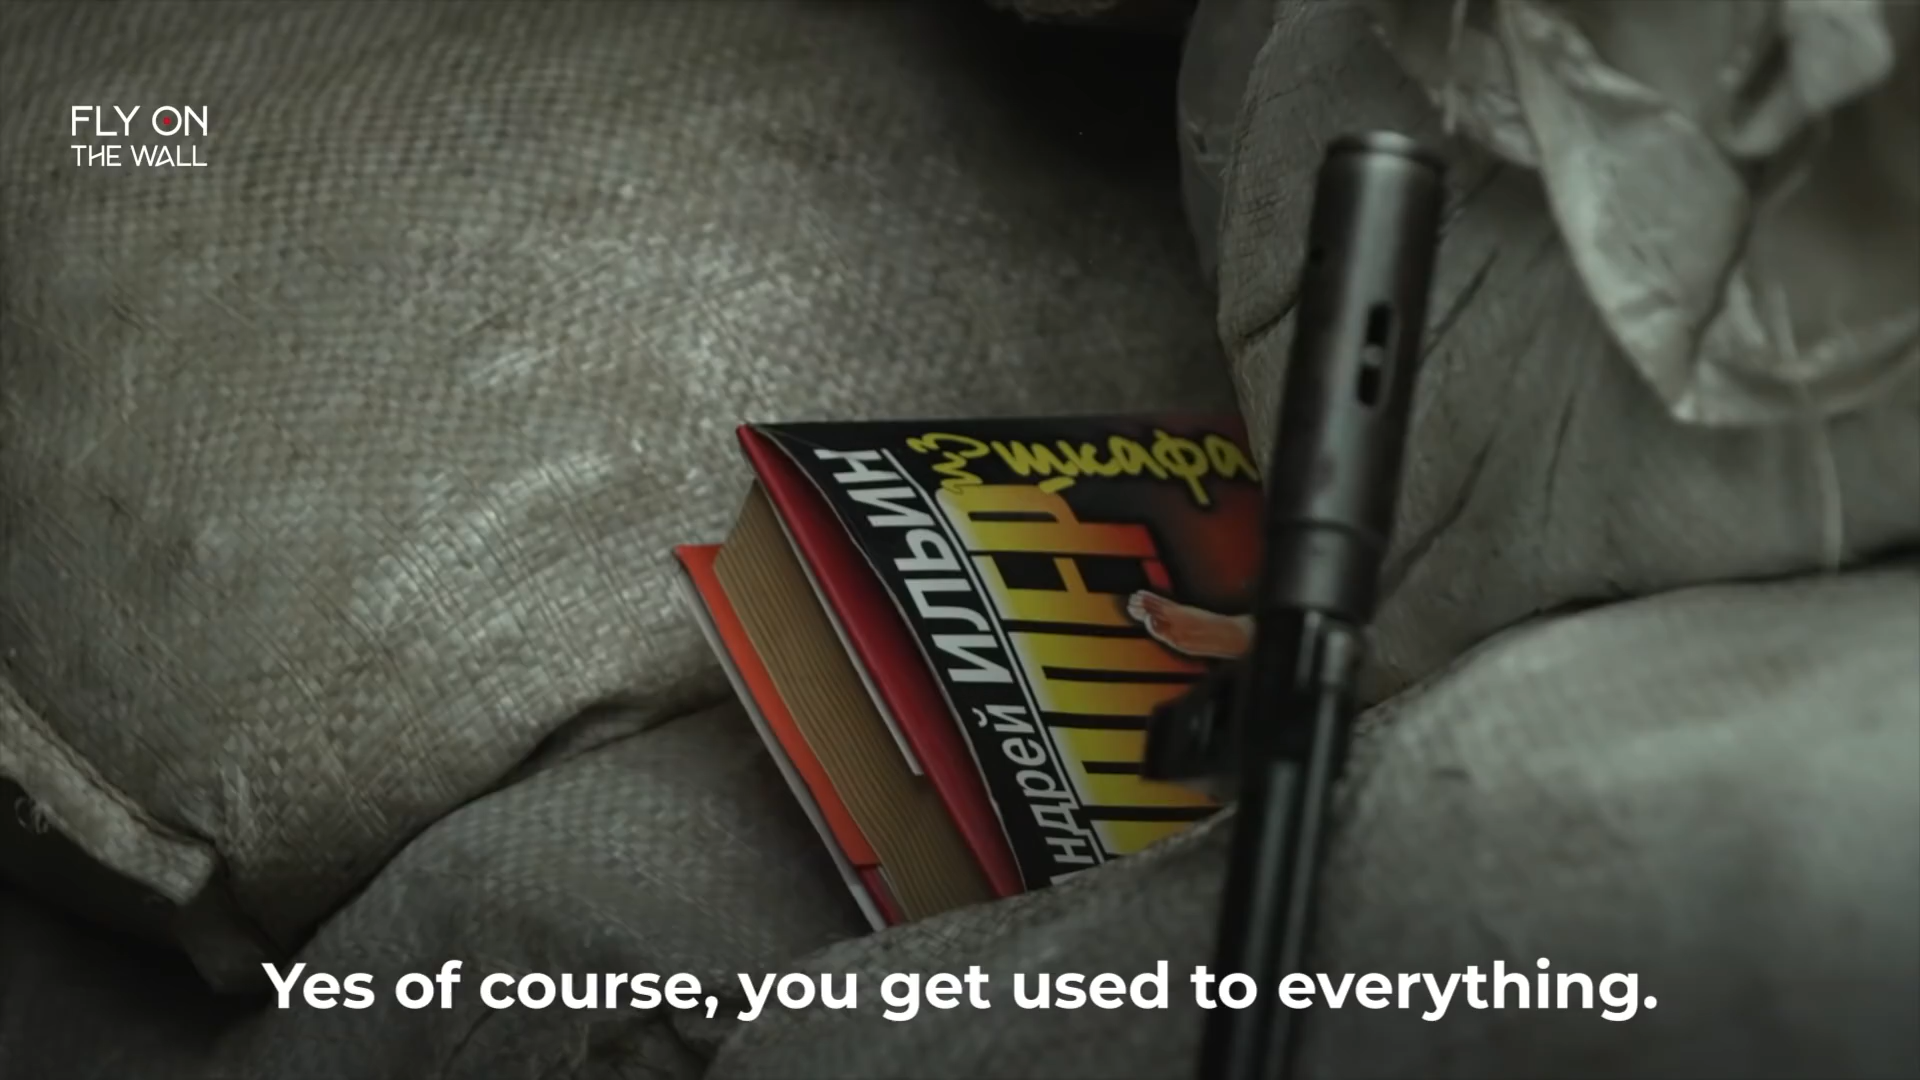 FLY ON
THE WALL
из шкафа
ИЛЬИН
ндрей
Yes of course, you get used to everything.